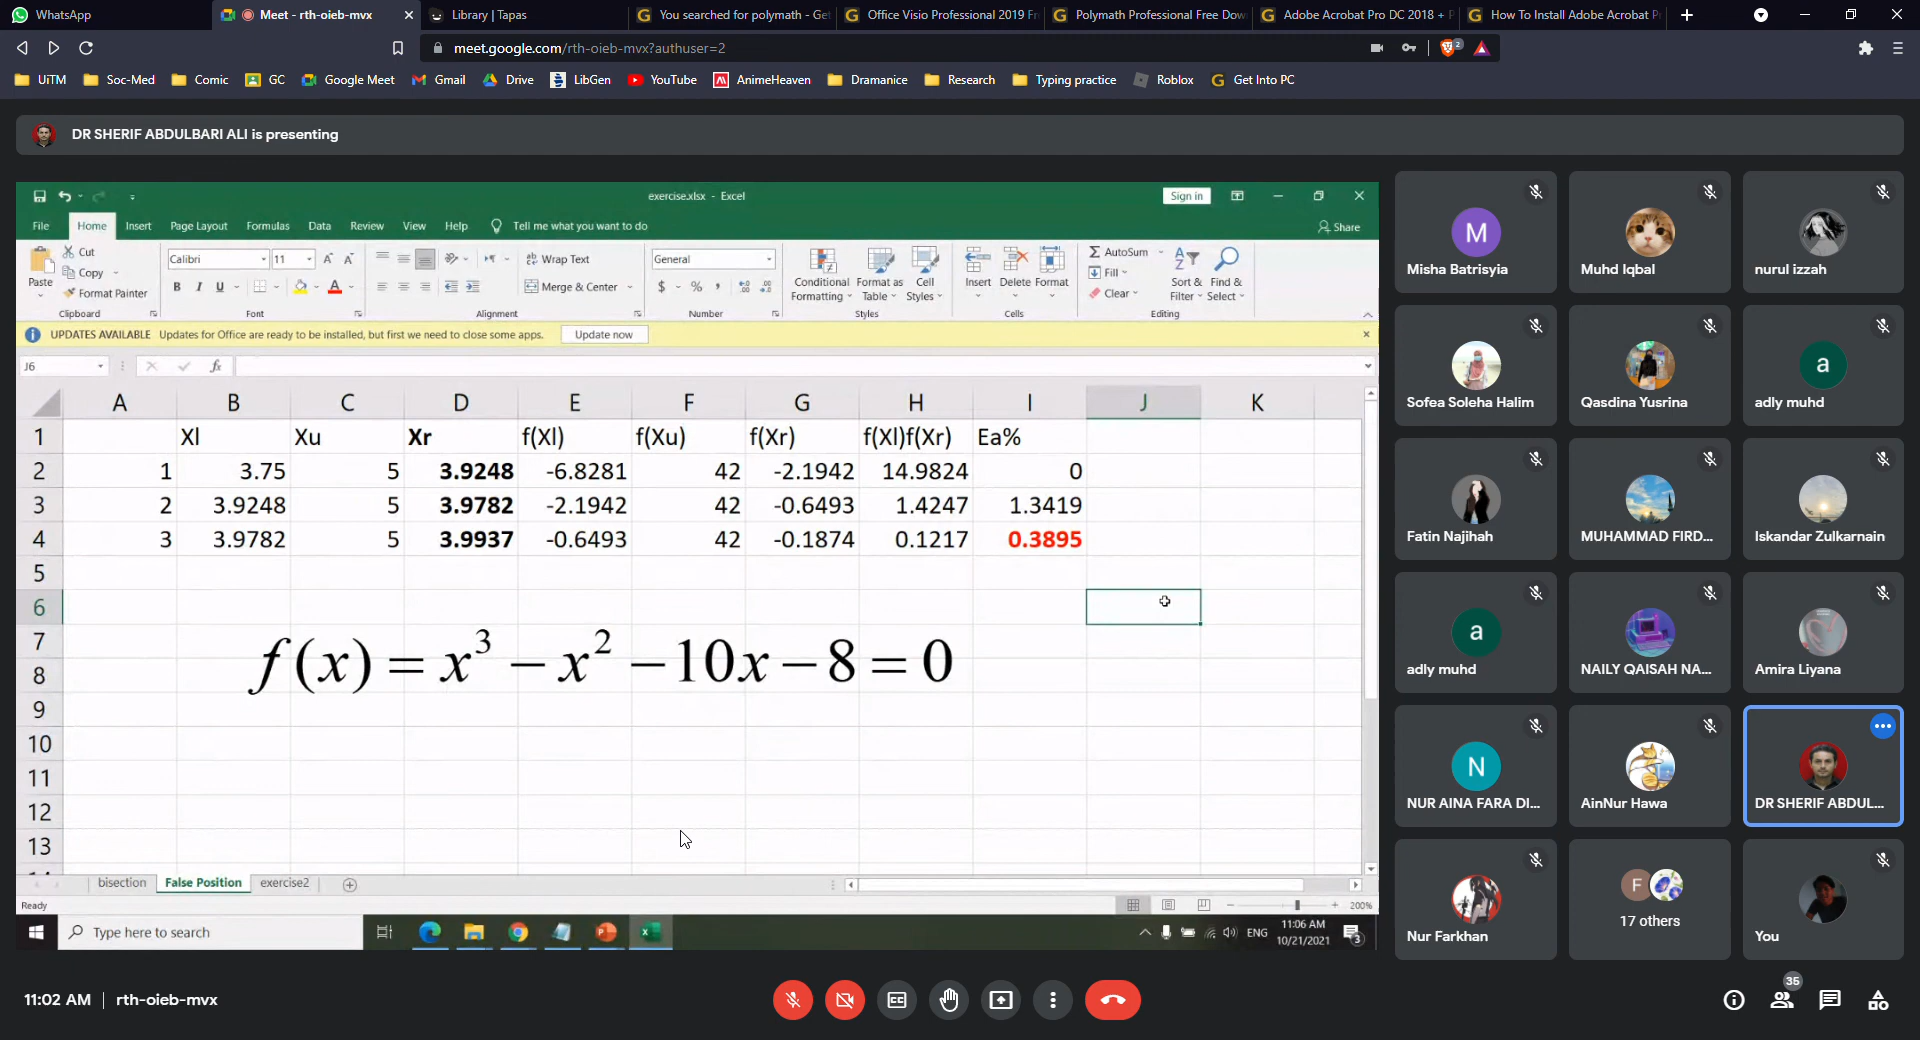 WhatsApp
Meet - rth-oieb-mvx
Library | Tapas
You searched for polymath - Ge
Office Visio Professional 2019 Fr
Polymath Professional Free Dow
Adobe Acrobat Pro DC 2018 + P
How To Install Adobe Acrobat P
meet.google.com/rth-oieb-mvx?authuser=2
2
UiTM
Soc-Med
Comic
GC
Google Meet
Gmail
Drive
LibGen
YouTube
AnimeHeaven
Dramanice
Research
Typing practice
Roblox
Get Into PC
DR SHERIF ABDULBARI ALI is presenting
exercise.xlsx - Excel
Sign in
File Home Insert Page Layout Formulas Data Review View Help Tell me what you want to do
Share
Paste
Cut
Copy
Format Painter
Calibri 11
B I U
Wrap Text
Merge & Center
General
$ % ,
Conditional Formatting
Format as Table
Cell Styles
Insert Delete Format
AutoSum
Fill
Clear
Sort & Filter
Find & Select
Clipboard Font Alignment Number Styles Cells Editing
UPDATES AVAILABLE Updates for Office are ready to be installed, but first we need to close some apps. Update now
J6
fx
A B C D E F G H I J K
1 Xl Xu Xr f(Xl) f(Xu) f(Xr) f(Xl)f(Xr) Ea%
2 1 3.75 5 3.9248 -6.8281 42 -2.1942 14.9824 0
3 2 3.9248 5 3.9782 -2.1942 42 -0.6493 1.4247 1.3419
4 3 3.9782 5 3.9937 -0.6493 42 -0.1874 0.1217 0.3895
5
6
7
8
9
10
11
12
13
f(x) = x³ − x² − 10x − 8 = 0
bisection False Position exercise2
Ready
200%
Type here to search
ENG
11:06 AM
10/21/2021
3
M
Misha Batrisyia
Muhd Iqbal
nurul izzah
Sofea Soleha Halim
Qasdina Yusrina
a
adly muhd
Fatin Najihah
MUHAMMAD FIRD...
Iskandar Zulkarnain
a
adly muhd
NAILY QAISAH NA...
Amira Liyana
N
NUR AINA FARA DI...
AinNur Hawa
DR SHERIF ABDUL...
Nur Farkhan
F
17 others
You
11:02 AM | rth-oieb-mvx
35